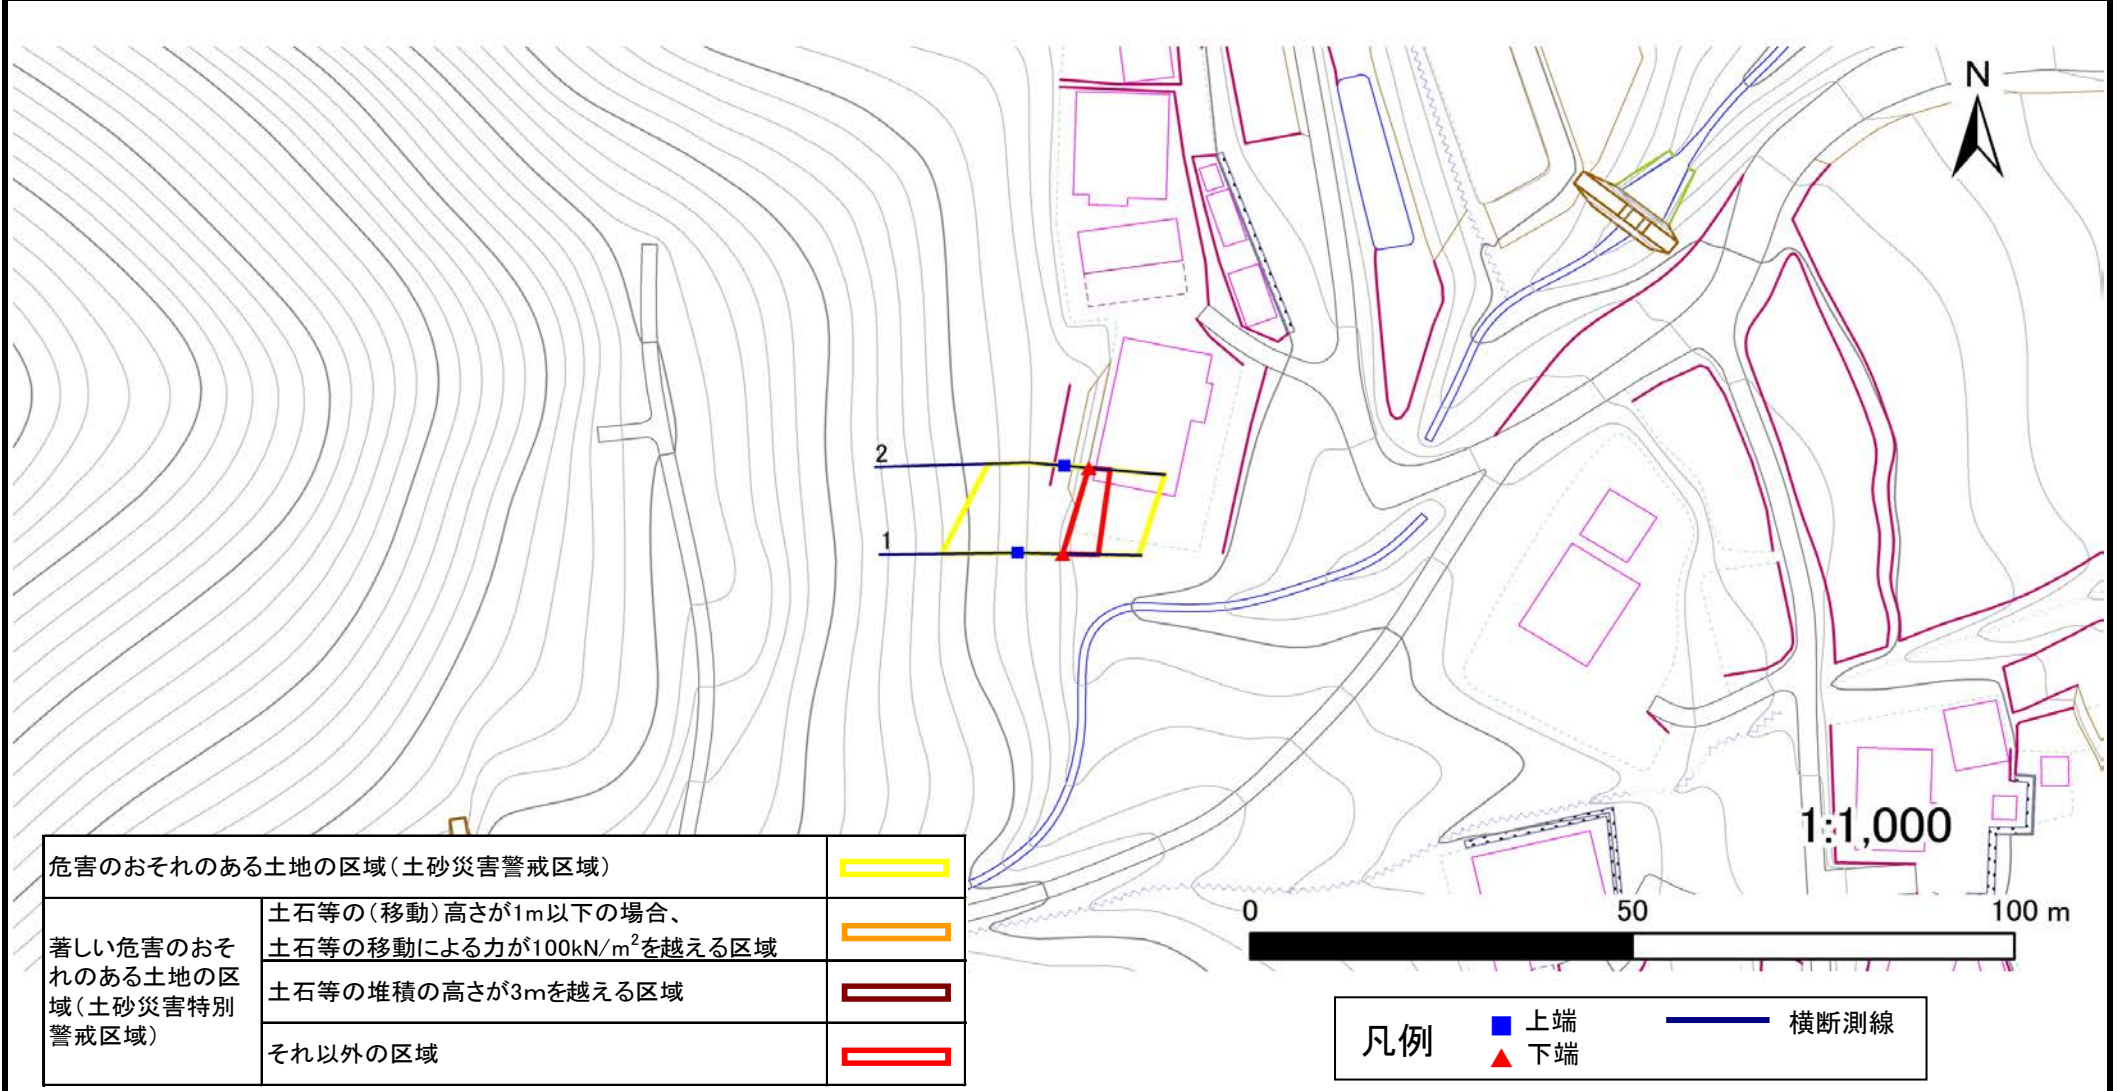 N
2
1
1:1,000
0 50 100 m
危害のおそれのある土地の区域(土砂災害警戒区域)
著しい危害のおそ
れのある土地の区
域(土砂災害特別
警戒区域)
土石等の(移動)高さが1m以下の場合、
土石等の移動による力が100kN/m²を越える区域
土石等の堆積の高さが3mを越える区域
それ以外の区域
凡例
上端
下端
横断測線